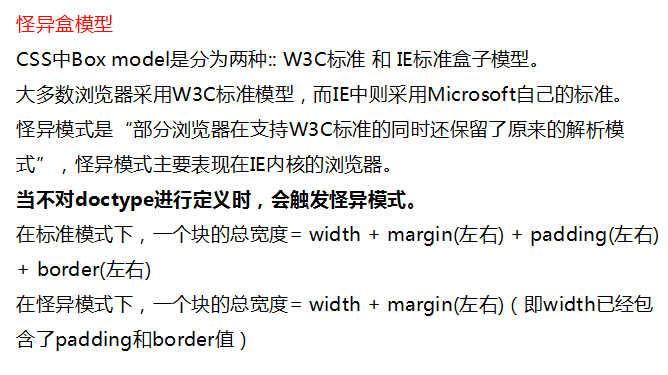 怪异盒模型
CSS中Box model是分为两种:: W3C标准 和 IE标准盒子模型。
大多数浏览器采用W3C标准模型，而IE中则采用Microsoft自己的标准。
怪异模式是“部分浏览器在支持W3C标准的同时还保留了原来的解析模
式”，怪异模式主要表现在IE内核的浏览器。
当不对doctype进行定义时，会触发怪异模式。
在标准模式下，一个块的总宽度= width + margin(左右) + padding(左右)
+ border(左右)
在怪异模式下，一个块的总宽度= width + margin(左右)（即width已经包
含了padding和border值）